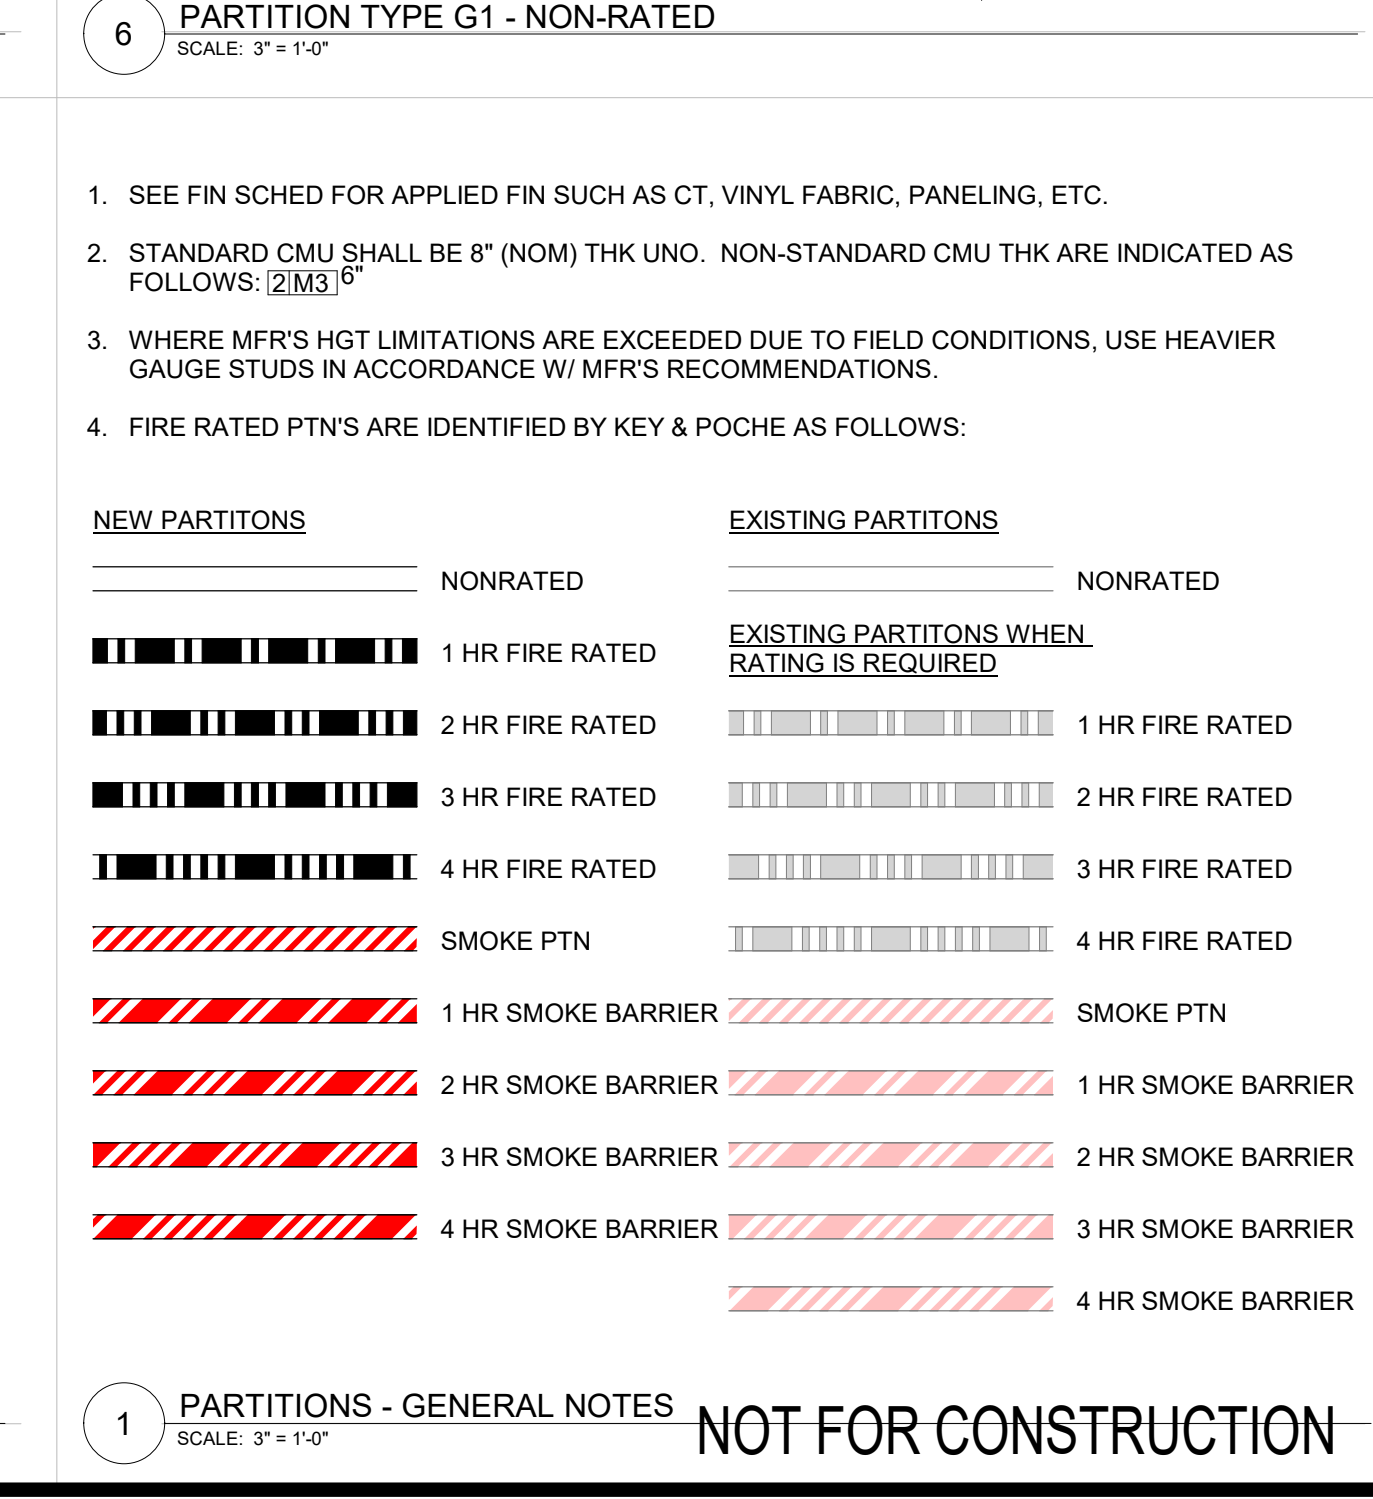 6
PARTITION TYPE G1 - NON-RATED
SCALE: 3" = 1'-0"
1. SEE FIN SCHED FOR APPLIED FIN SUCH AS CT, VINYL FABRIC, PANELING, ETC.
2. STANDARD CMU SHALL BE 8" (NOM) THK UNO. NON-STANDARD CMU THK ARE INDICATED AS
FOLLOWS: 2 M3 6"
3. WHERE MFR'S HGT LIMITATIONS ARE EXCEEDED DUE TO FIELD CONDITIONS, USE HEAVIER
GAUGE STUDS IN ACCORDANCE W/ MFR'S RECOMMENDATIONS.
4. FIRE RATED PTN'S ARE IDENTIFIED BY KEY & POCHE AS FOLLOWS:
NEW PARTITONS
NONRATED
1 HR FIRE RATED
2 HR FIRE RATED
3 HR FIRE RATED
4 HR FIRE RATED
SMOKE PTN
1 HR SMOKE BARRIER
2 HR SMOKE BARRIER
3 HR SMOKE BARRIER
4 HR SMOKE BARRIER
EXISTING PARTITONS
NONRATED
EXISTING PARTITONS WHEN
RATING IS REQUIRED
1 HR FIRE RATED
2 HR FIRE RATED
3 HR FIRE RATED
4 HR FIRE RATED
SMOKE PTN
1 HR SMOKE BARRIER
2 HR SMOKE BARRIER
3 HR SMOKE BARRIER
4 HR SMOKE BARRIER
1
PARTITIONS - GENERAL NOTES
SCALE: 3" = 1'-0"
NOT FOR CONSTRUCTION